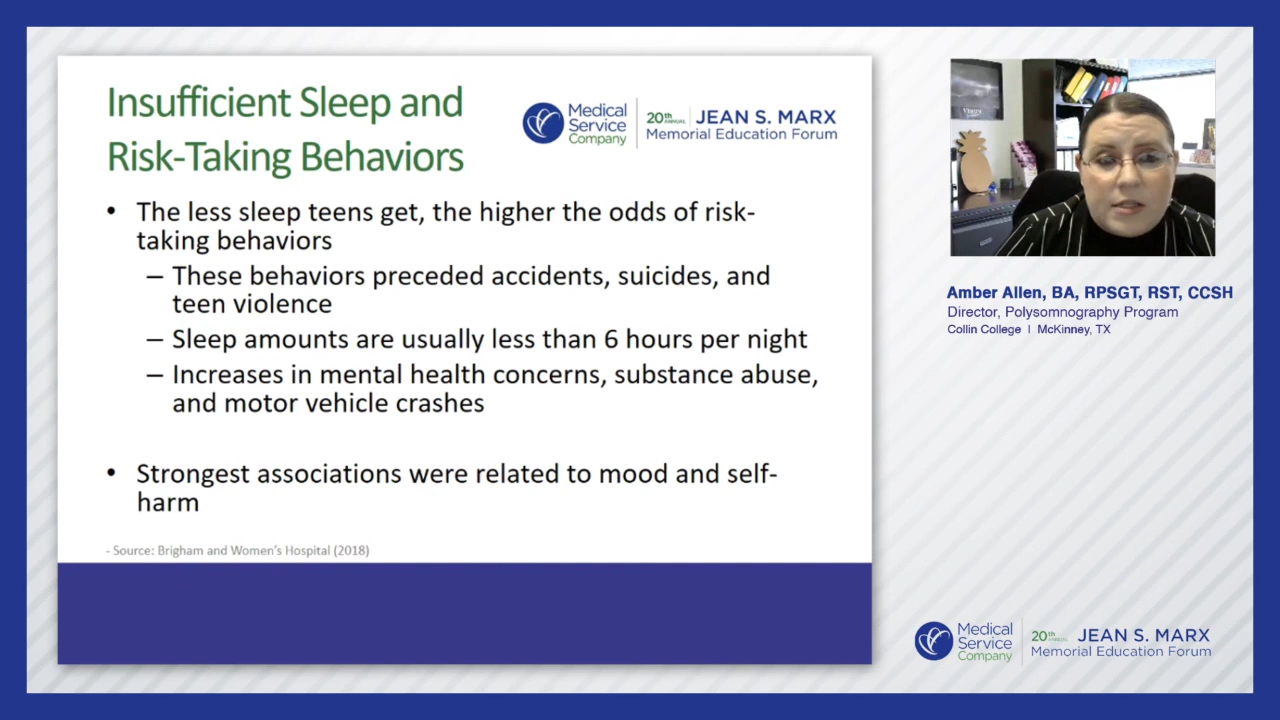 Insufficient Sleep and
Risk-Taking Behaviors
Medical
Service
Company
20th ANNUAL JEAN S. MARX
Memorial Education Forum
• The less sleep teens get, the higher the odds of risk-
taking behaviors
– These behaviors preceded accidents, suicides, and
teen violence
– Sleep amounts are usually less than 6 hours per night
– Increases in mental health concerns, substance abuse,
and motor vehicle crashes
• Strongest associations were related to mood and self-
harm
- Source: Brigham and Women's Hospital (2018)
Amber Allen, BA, RPSGT, RST, CCSH
Director, Polysomnography Program
Collin College | McKinney, TX
Medical
Service
Company
20th ANNUAL JEAN S. MARX
Memorial Education Forum